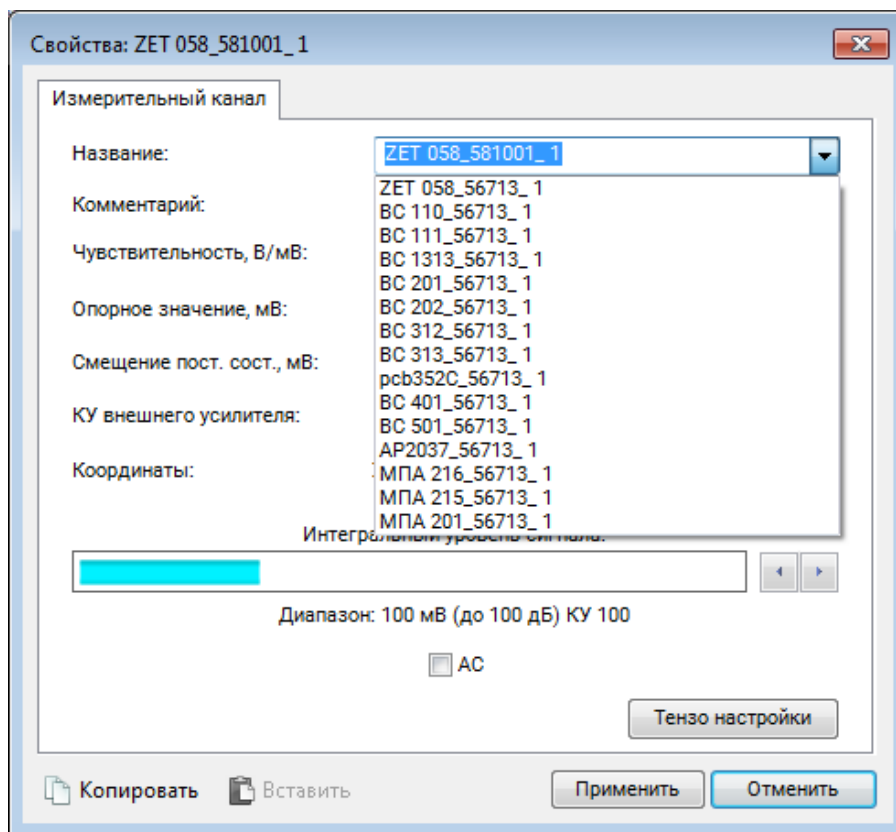 Свойства: ZET 058_581001_ 1
Измерительный канал
Название:
ZET 058_581001_ 1
ZET 058_56713_ 1
Комментарий:
BC 110_56713_ 1
BC 111_56713_ 1
Чувствительность, В/мВ:
BC 1313_56713_ 1
BC 201_56713_ 1
Опорное значение, мВ:
BC 202_56713_ 1
BC 312_56713_ 1
Смещение пост. сост., мВ:
BC 313_56713_ 1
pcb352C_56713_ 1
КУ внешнего усилителя:
BC 401_56713_ 1
BC 501_56713_ 1
AP2037_56713_ 1
Координаты:
МПА 216_56713_ 1
МПА 215_56713_ 1
МПА 201_56713_ 1
Интегральный уровень сигнала:
Диапазон: 100 мВ (до 100 дБ) КУ 100
AC
Тензо настройки
Копировать
Вставить
Применить
Отменить